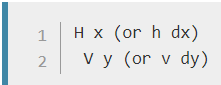 1 H x (or h dx)
2  V y (or v dy)